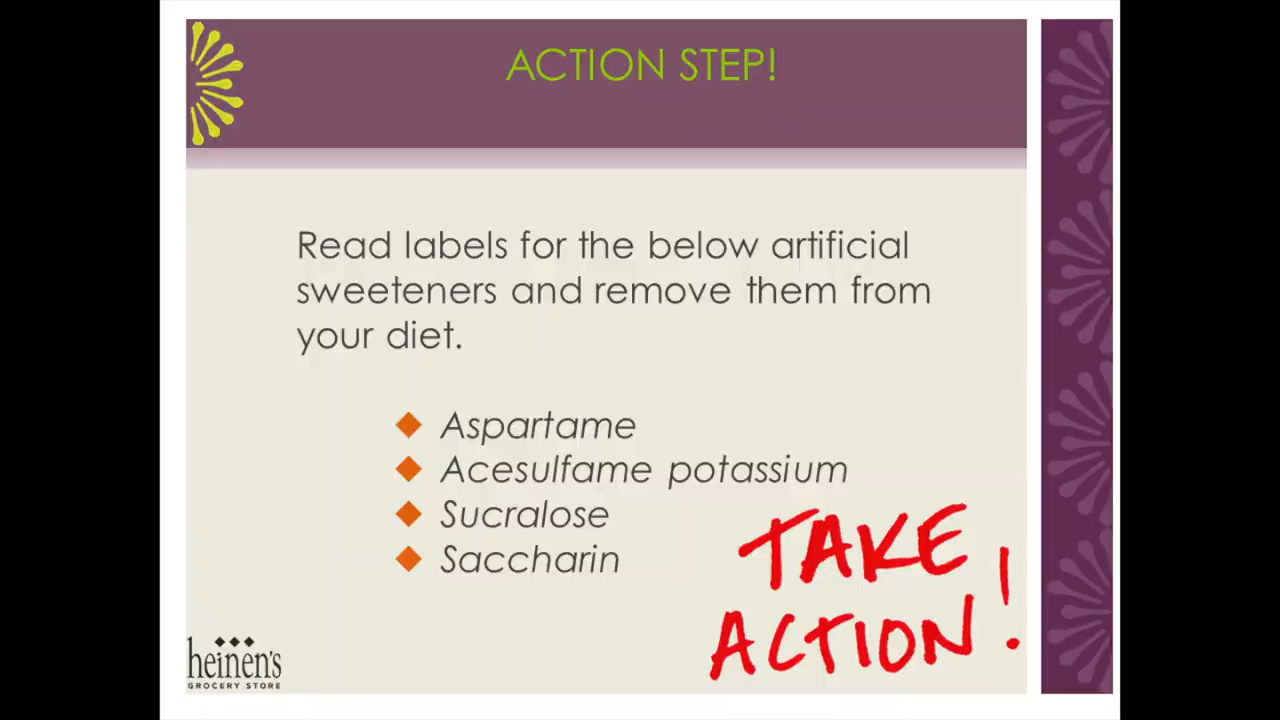 ACTION STEP!
Read labels for the below artificial
sweeteners and remove them from
your diet.
Aspartame
Acesulfame potassium
Sucralose
Saccharin
TAKE
ACTION!
heinen's
GROCERY STORE